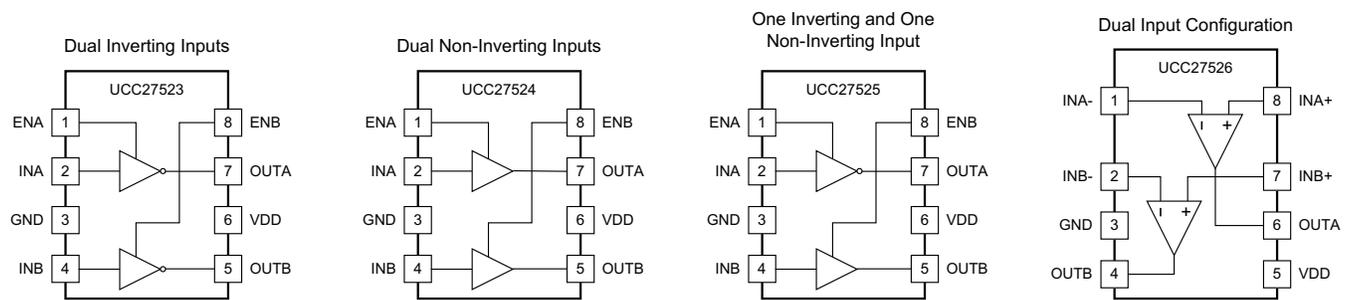 Dual Inverting Inputs
UCC27523
ENA 1 8 ENB
INA 2 7 OUTA
GND 3 6 VDD
INB 4 5 OUTB
Dual Non-Inverting Inputs
UCC27524
ENA 1 8 ENB
INA 2 7 OUTA
GND 3 6 VDD
INB 4 5 OUTB
One Inverting and One
Non-Inverting Input
UCC27525
ENA 1 8 ENB
INA 2 7 OUTA
GND 3 6 VDD
INB 4 5 OUTB
Dual Input Configuration
UCC27526
INA- 1 8 INA+
- +
INB- 2 7 INB+
- +
GND 3 6 OUTA
OUTB 4 5 VDD